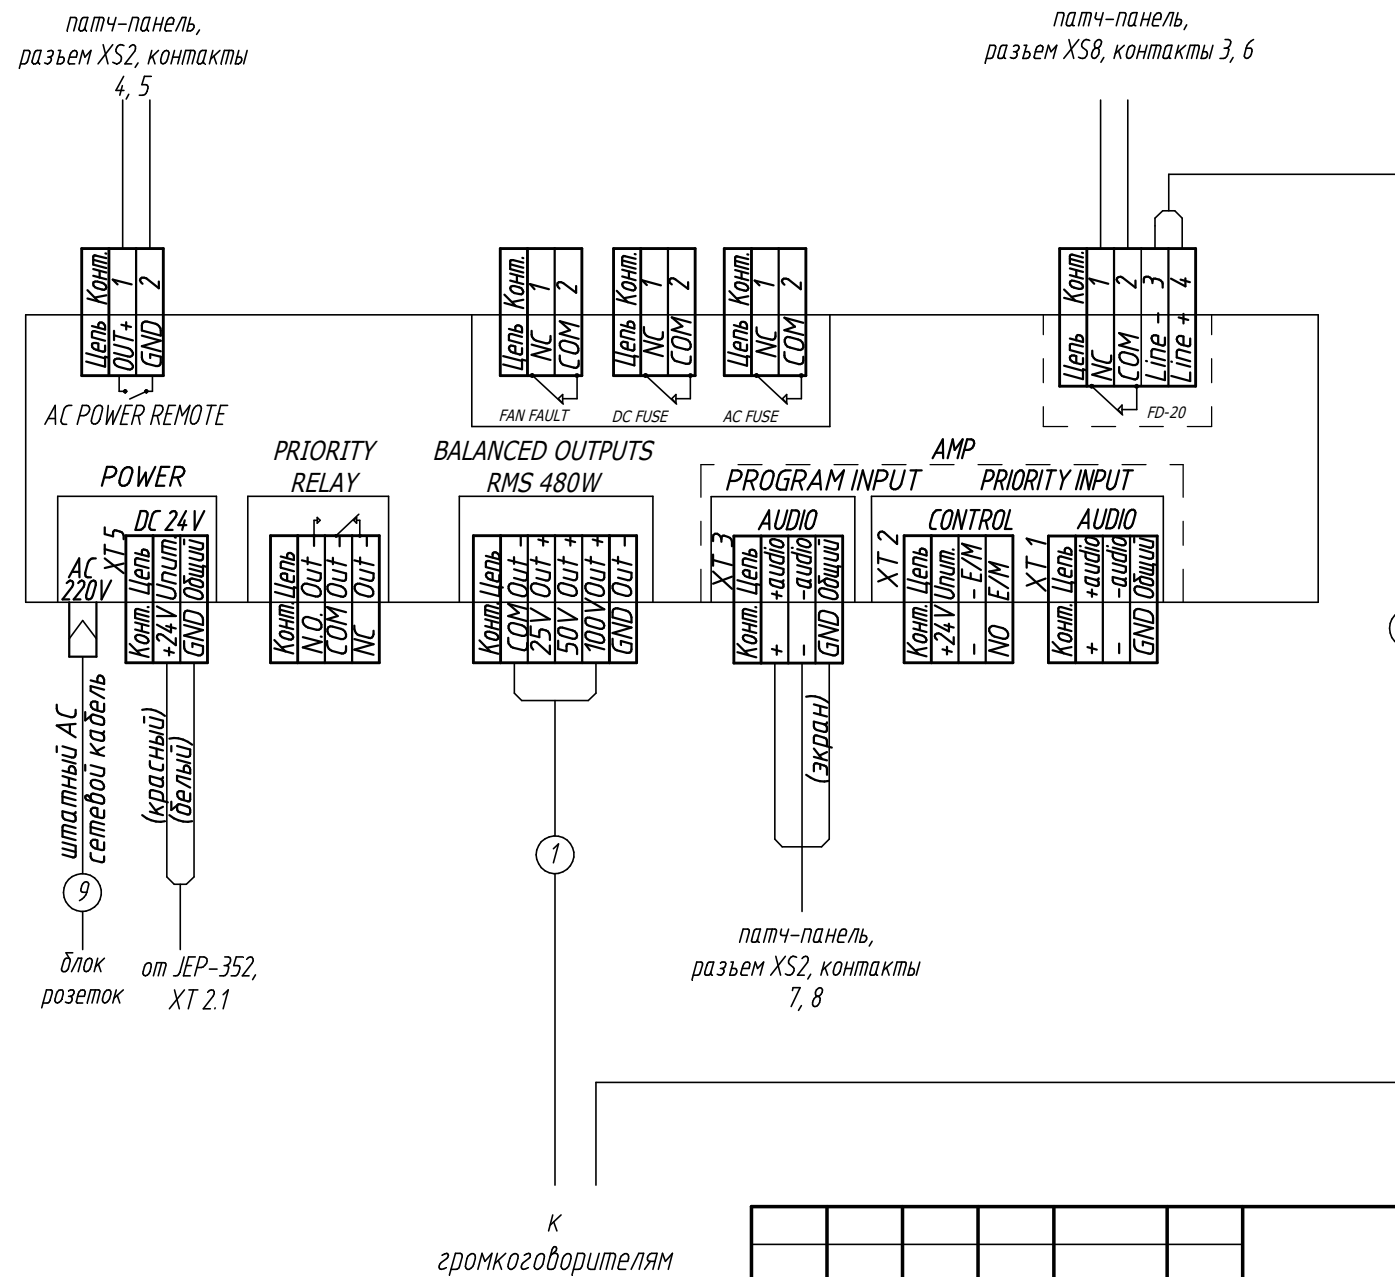 патч-панель,
разъем XS2, контакты
4, 5
патч-панель,
разъем XS8, контакты 3, 6
Цепь Конт.
OUT+ 1
GND 2
AC POWER REMOTE
Цепь Конт.
NC 1
COM 2
FAN FAULT
Цепь Конт.
NC 1
COM 2
DC FUSE
Цепь Конт.
NC 1
COM 2
AC FUSE
Цепь Конт.
NC 1
COM 2
Line - 3
Line + 4
FD-20
POWER
AC
220V
XT 5
DC 24V
Конт. Цепь
+24V Uпит.
GND Общий
PRIORITY
RELAY
Конт. Цепь
N.O. Out -
COM Out -
NC Out -
BALANCED OUTPUTS
RMS 480W
Конт. Цепь
COM Out -
25V Out +
50V Out +
100V Out +
GND Out -
AMP
PROGRAM INPUT
XT 3
AUDIO
Конт. Цепь
+ +audio
- -audio
GND Общий
PRIORITY INPUT
XT 2
CONTROL
Конт. Цепь
+24V Uпит.
- - E/M
NO E/M
XT 1
AUDIO
Конт. Цепь
+ +audio
- -audio
GND Общий
штатный AC
сетевой кабель
(красный)
(белый)
(экран)
9
1
блок
розеток
от JEP-352,
XT 2.1
патч-панель,
разъем XS2, контакты
7, 8
к
громкоговорителям